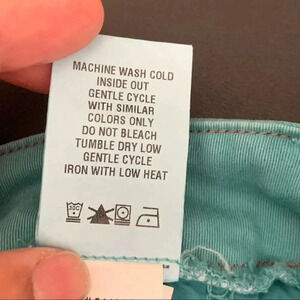 MACHINE WASH COLD
INSIDE OUT
GENTLE CYCLE
WITH SIMILAR
COLORS ONLY
DO NOT BLEACH
TUMBLE DRY LOW
GENTLE CYCLE
IRON WITH LOW HEAT
30C